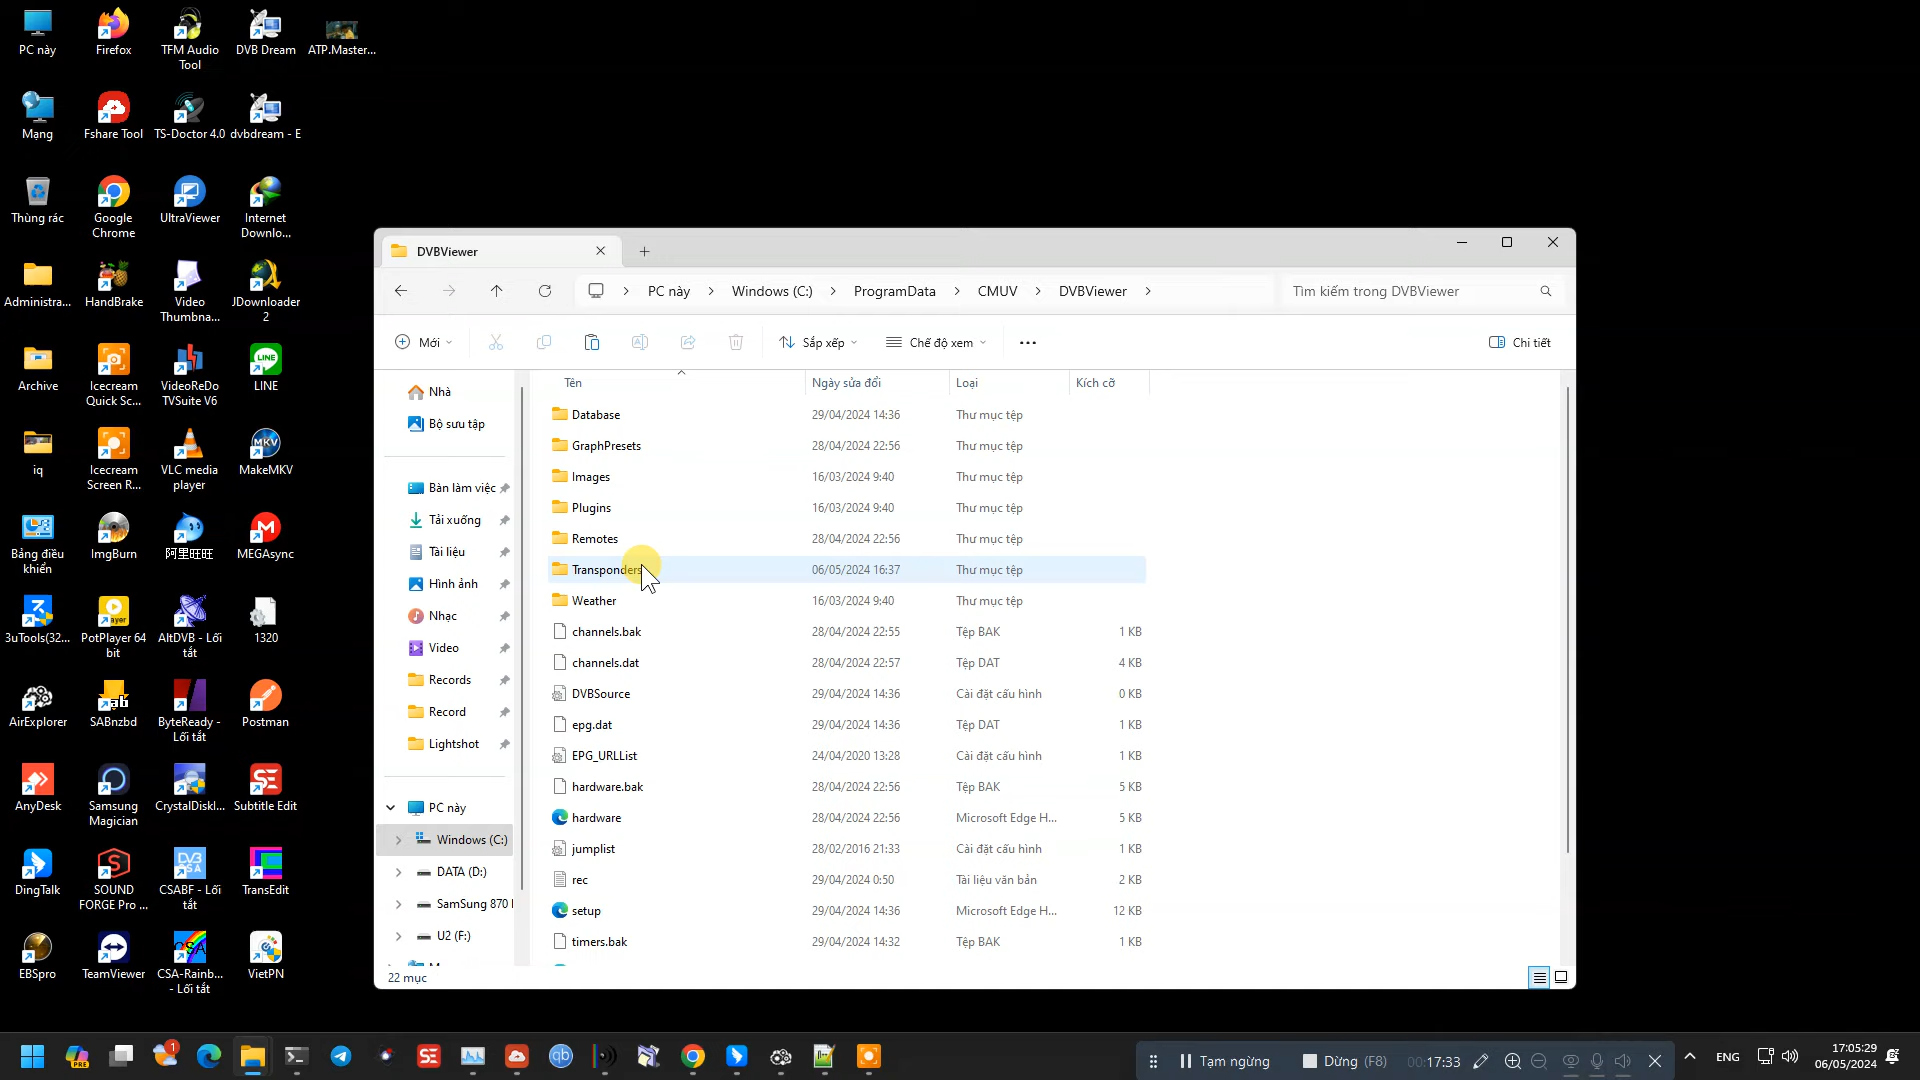 PC này
Firefox
TFM Audio
Tool
DVB Dream
ATP.Master...
Mạng
Fshare Tool
TS-Doctor 4.0
dvbdream - E
Thùng rác
Google
Chrome
UltraViewer
Internet
Downlo...
Administra...
HandBrake
Video
Thumbna...
JDownloader
2
Archive
Icecream
Quick Sc...
VideoReDo
TVSuite V6
LINE
iq
Icecream
Screen R...
VLC media
player
MakeMKV
Bảng điều
khiển
ImgBurn
阿里旺旺
MEGAsync
3uTools(32...
PotPlayer 64
bit
AltDVB - Lối
tắt
1320
AirExplorer
SABnzbd
ByteReady -
Lối tắt
Postman
AnyDesk
Samsung
Magician
CrystalDiskI...
Subtitle Edit
DingTalk
SOUND
FORGE Pro ...
CSABF - Lối
tắt
TransEdit
EBSpro
TeamViewer
CSA-Rainb...
- Lối tắt
VietPN
DVBViewer
PC này > Windows (C:) > ProgramData > CMUV > DVBViewer >
Tìm kiếm trong DVBViewer
Mới
Sắp xếp
Chế độ xem
Chi tiết
Nhà
Bộ sưu tập
Bàn làm việc
Tải xuống
Tài liệu
Hình ảnh
Nhạc
Video
Records
Record
Lightshot
PC này
Windows (C:)
DATA (D:)
SamSung 870
U2 (F:)
Tên Ngày sửa đổi Loại Kích cỡ
Database 29/04/2024 14:36 Thư mục tệp
GraphPresets 28/04/2024 22:56 Thư mục tệp
Images 16/03/2024 9:40 Thư mục tệp
Plugins 16/03/2024 9:40 Thư mục tệp
Remotes 28/04/2024 22:56 Thư mục tệp
Transponders 06/05/2024 16:37 Thư mục tệp
Weather 16/03/2024 9:40 Thư mục tệp
channels.bak 28/04/2024 22:55 Tệp BAK 1 KB
channels.dat 28/04/2024 22:57 Tệp DAT 4 KB
DVBSource 29/04/2024 14:36 Cài đặt cấu hình 0 KB
epg.dat 29/04/2024 14:36 Tệp DAT 1 KB
EPG_URLList 24/04/2020 13:28 Cài đặt cấu hình 1 KB
hardware.bak 28/04/2024 22:56 Tệp BAK 5 KB
hardware 28/04/2024 22:56 Microsoft Edge H... 5 KB
jumplist 28/02/2016 21:33 Cài đặt cấu hình 1 KB
rec 29/04/2024 0:50 Tài liệu văn bản 2 KB
setup 29/04/2024 14:36 Microsoft Edge H... 12 KB
timers.bak 29/04/2024 14:32 Tệp BAK 1 KB
22 mục
Tạm ngừng
Dừng (F8)
00:17:33
ENG
17:05:29
06/05/2024